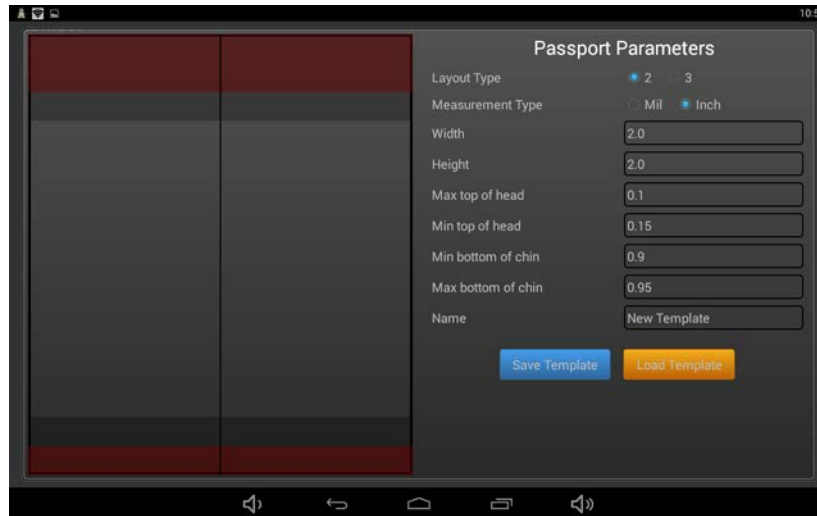 10:5
Passport Parameters
Layout Type 2 3
Measurement Type Mil Inch
Width 2.0
Height 2.0
Max top of head 0.1
Min top of head 0.15
Min bottom of chin 0.9
Max bottom of chin 0.95
Name New Template
Save Template Load Template